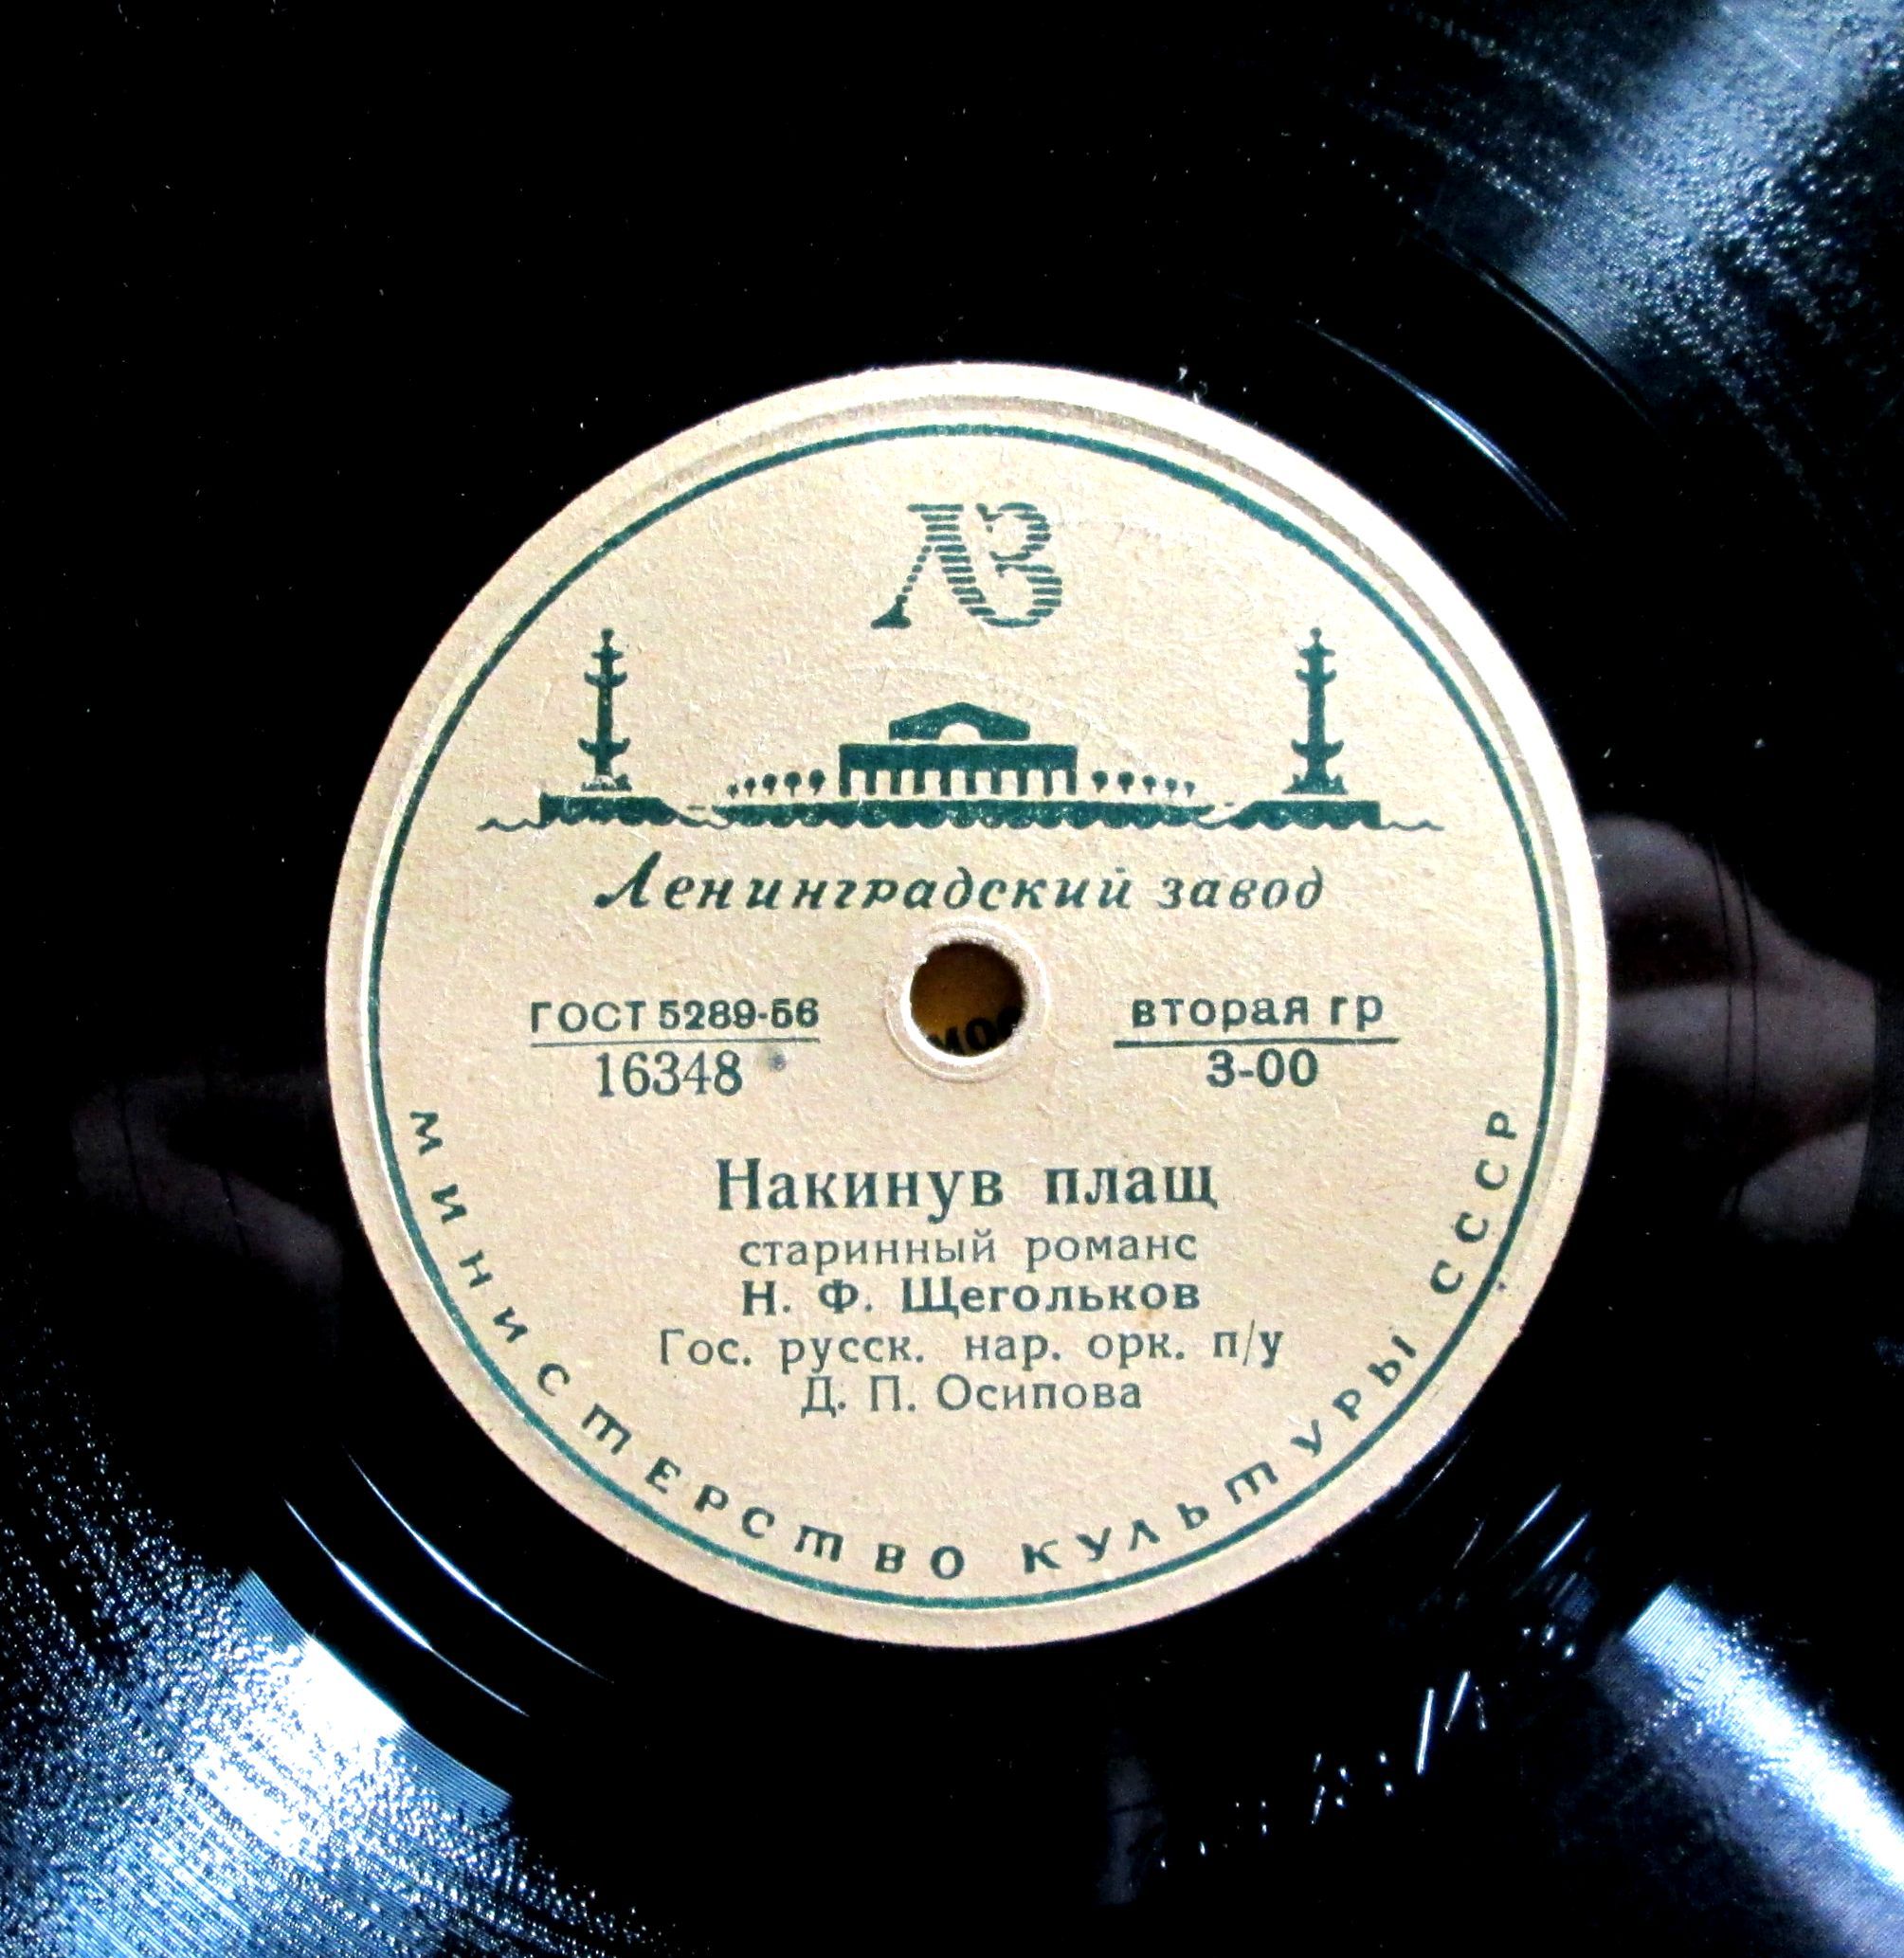 ЛЗ
Ленинградский завод
ГОСТ 5289-56
16348
вторая гр
3-00
Накинув плащ
старинный романс
Н. Ф. Щегольков
Гос. русск. нар. орк. п/у
Д. П. Осипова
МИНИСТЕРСТВО КУЛЬТУРЫ СССР